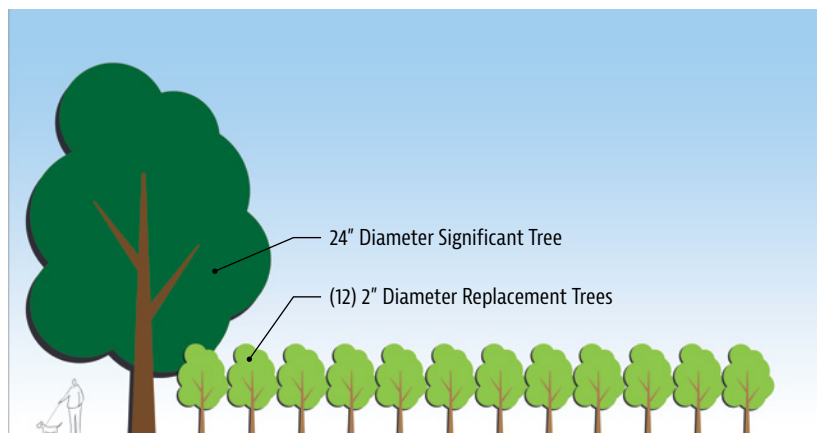 24" Diameter Significant Tree
(12) 2" Diameter Replacement Trees